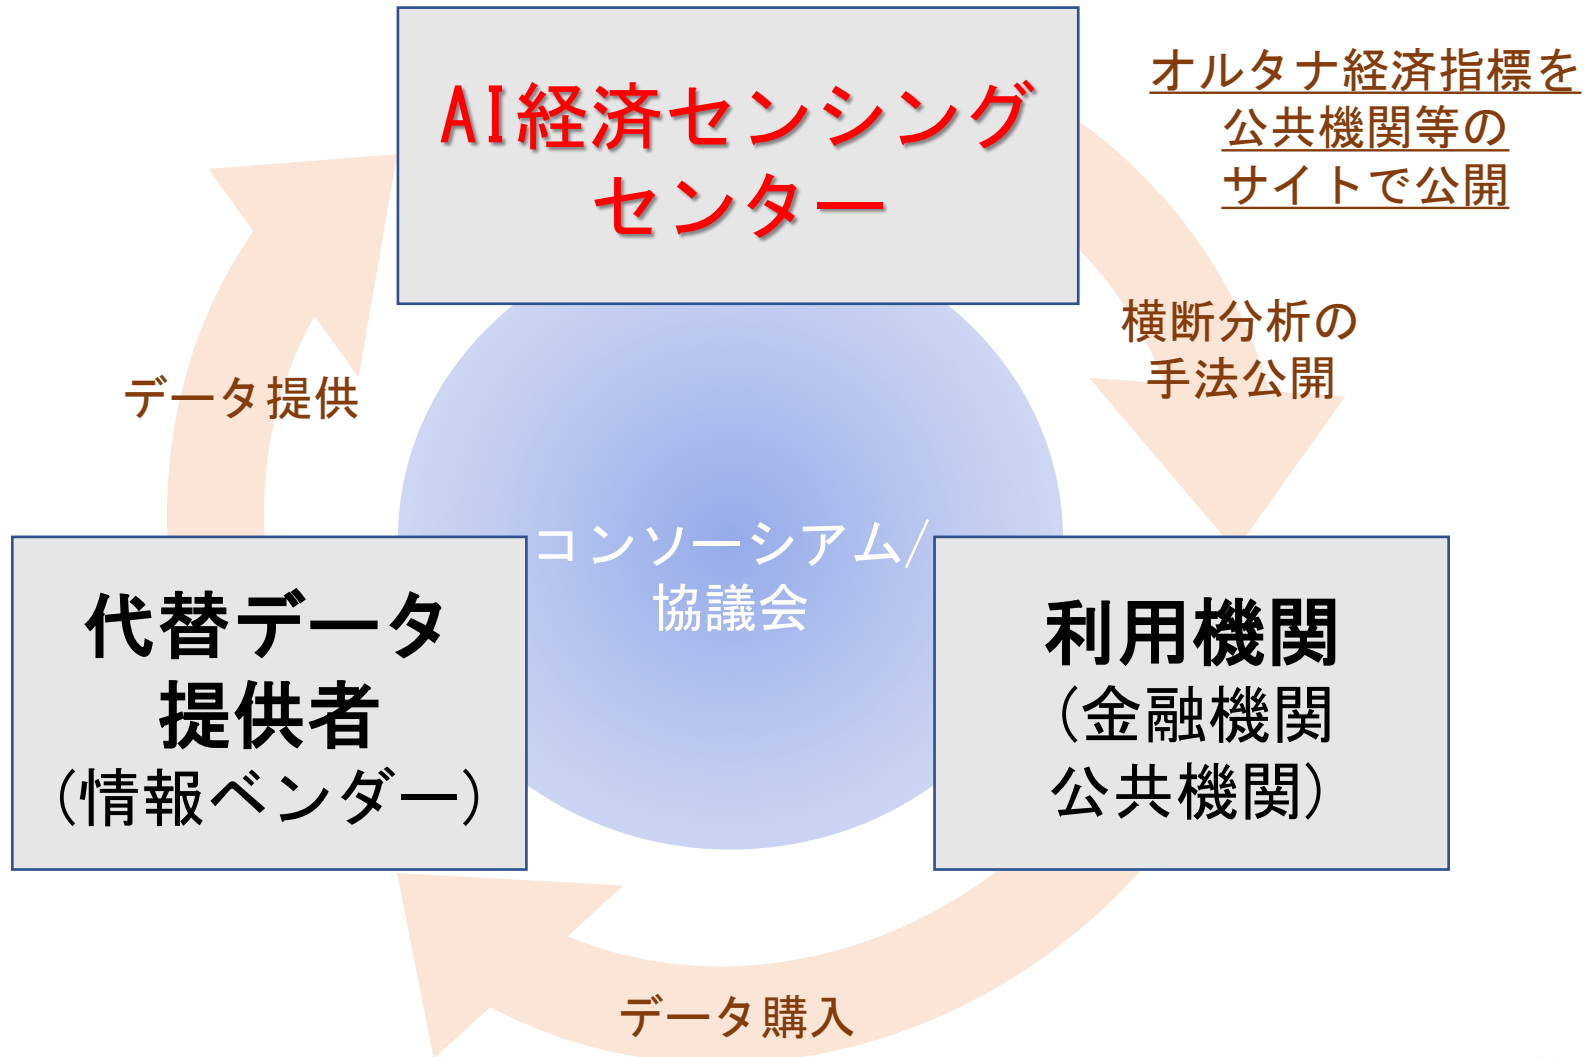 AI経済センシング
センター
オルタナ経済指標を
公共機関等の
サイトで公開
横断分析の
手法公開
データ提供
コンソーシアム/
協議会
代替データ
提供者
(情報ベンダー)
利用機関
(金融機関
公共機関)
データ購入